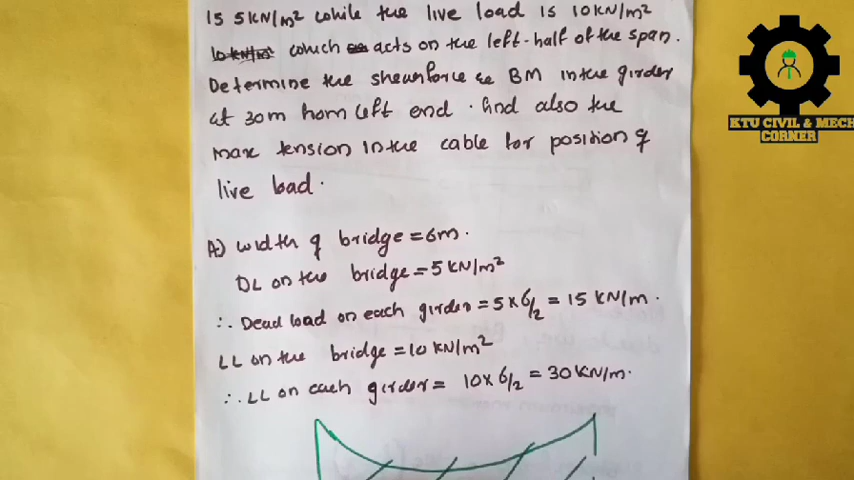 is 5KN/m² while the live load is 10KN/m²
which acts on the left-half of the span.
Determine the shearforce & BM in the girder
at 30m from left end. find also the
max tension in the cable for position of
live load.
A) width of bridge = 6m.
DL on the bridge = 5 KN/m²
∴ Dead load on each girder = 5 × 6/2 = 15 KN/m.
LL on the bridge = 10 KN/m²
∴ LL on each girder = 10 × 6/2 = 30 KN/m.
KTU CIVIL & MECH
CORNER